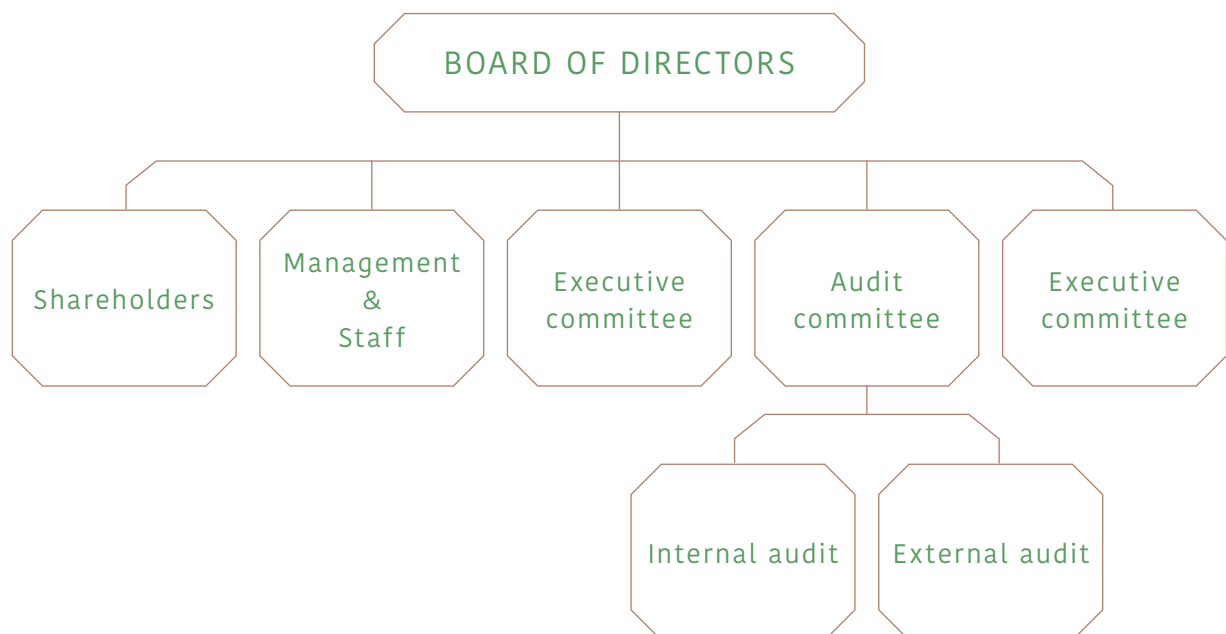 BOARD OF DIRECTORS
Shareholders
Management
&
Staff
Executive
committee
Audit
committee
Executive
committee
Internal audit
External audit